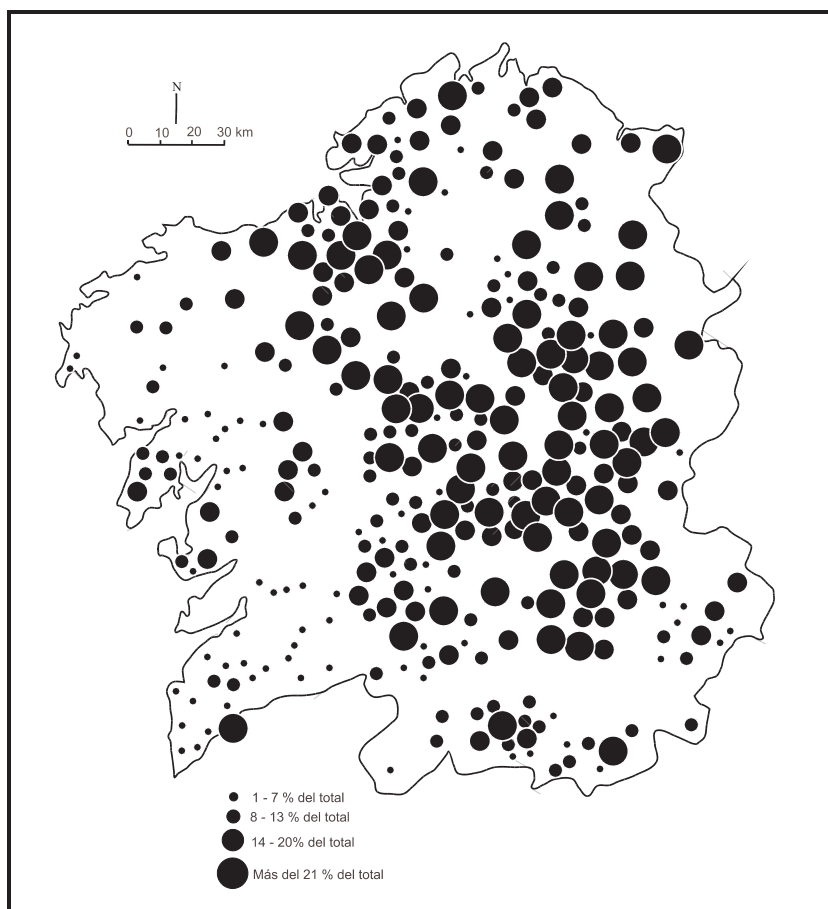 N
0 10 20 30 km
1 - 7 % del total
8 - 13 % del total
14 - 20% del total
Más del 21 % del total